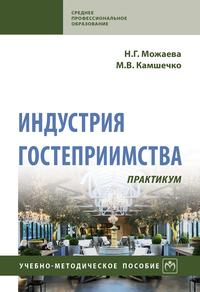 СРЕДНЕЕ
ПРОФЕССИОНАЛЬНОЕ
ОБРАЗОВАНИЕ
Н.Г. Можаева
М.В. Камшечко
ИНДУСТРИЯ
ГОСТЕПРИИМСТВА
ПРАКТИКУМ
УЧЕБНО-МЕТОДИЧЕСКОЕ ПОСОБИЕ